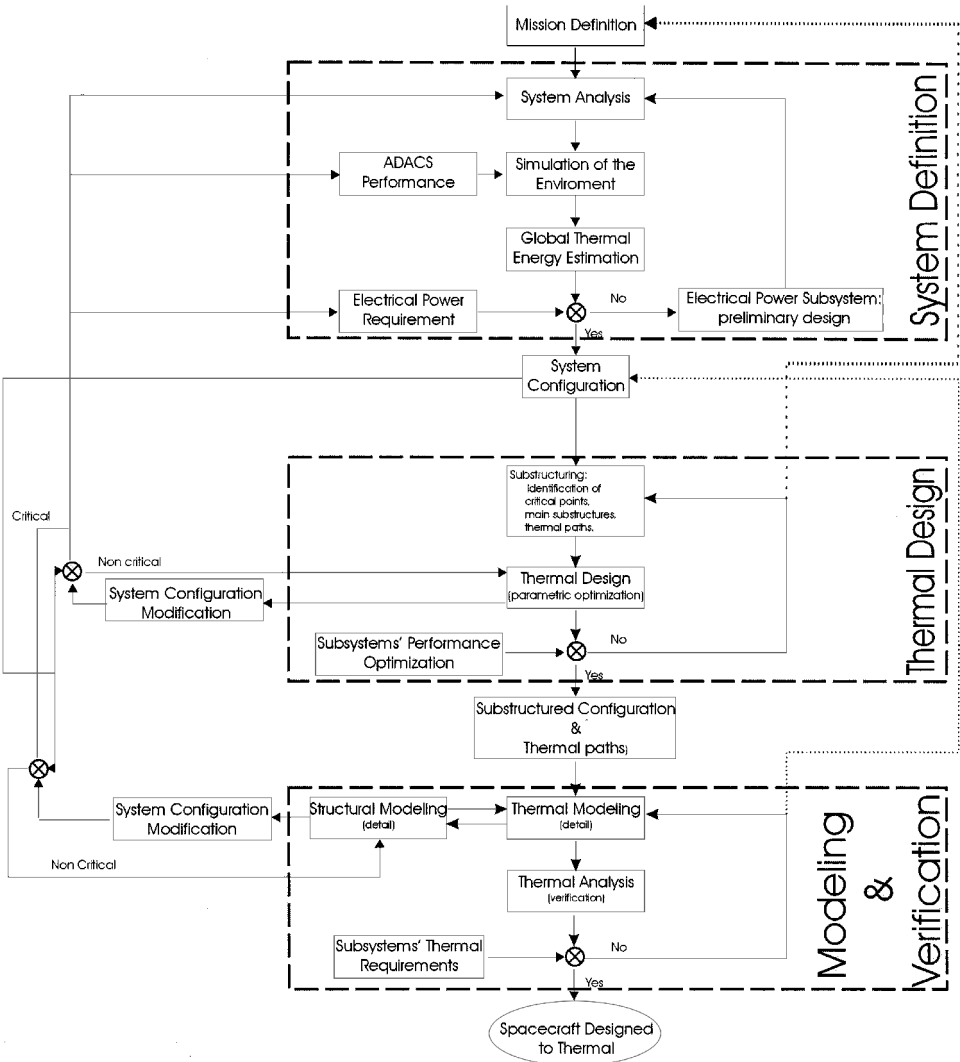 Mission Definition
System Analysis
ADACS
Performance
Simulation of the
Enviroment
Global Thermal
Energy Estimation
Electrical Power
Requirement
No
Electrical Power Subsystem:
preliminary design
Yes
System Definition
System
Configuration
Substructuring:
identification of
critical points,
main substructures,
thermal paths.
Critical
Non critical
System Configuration
Modification
Thermal Design
(parametric optimization)
Subsystems' Performance
Optimization
No
Yes
Thermal Design
Substructured Configuration
&
Thermal paths)
System Configuration
Modification
Structural Modeling
(detail)
Thermal Modeling
(detail)
Non Critical
Thermal Analysis
(verification)
Subsystems' Thermal
Requirements
No
Yes
Modeling
&
Verification
Spacecraft Designed
to Thermal